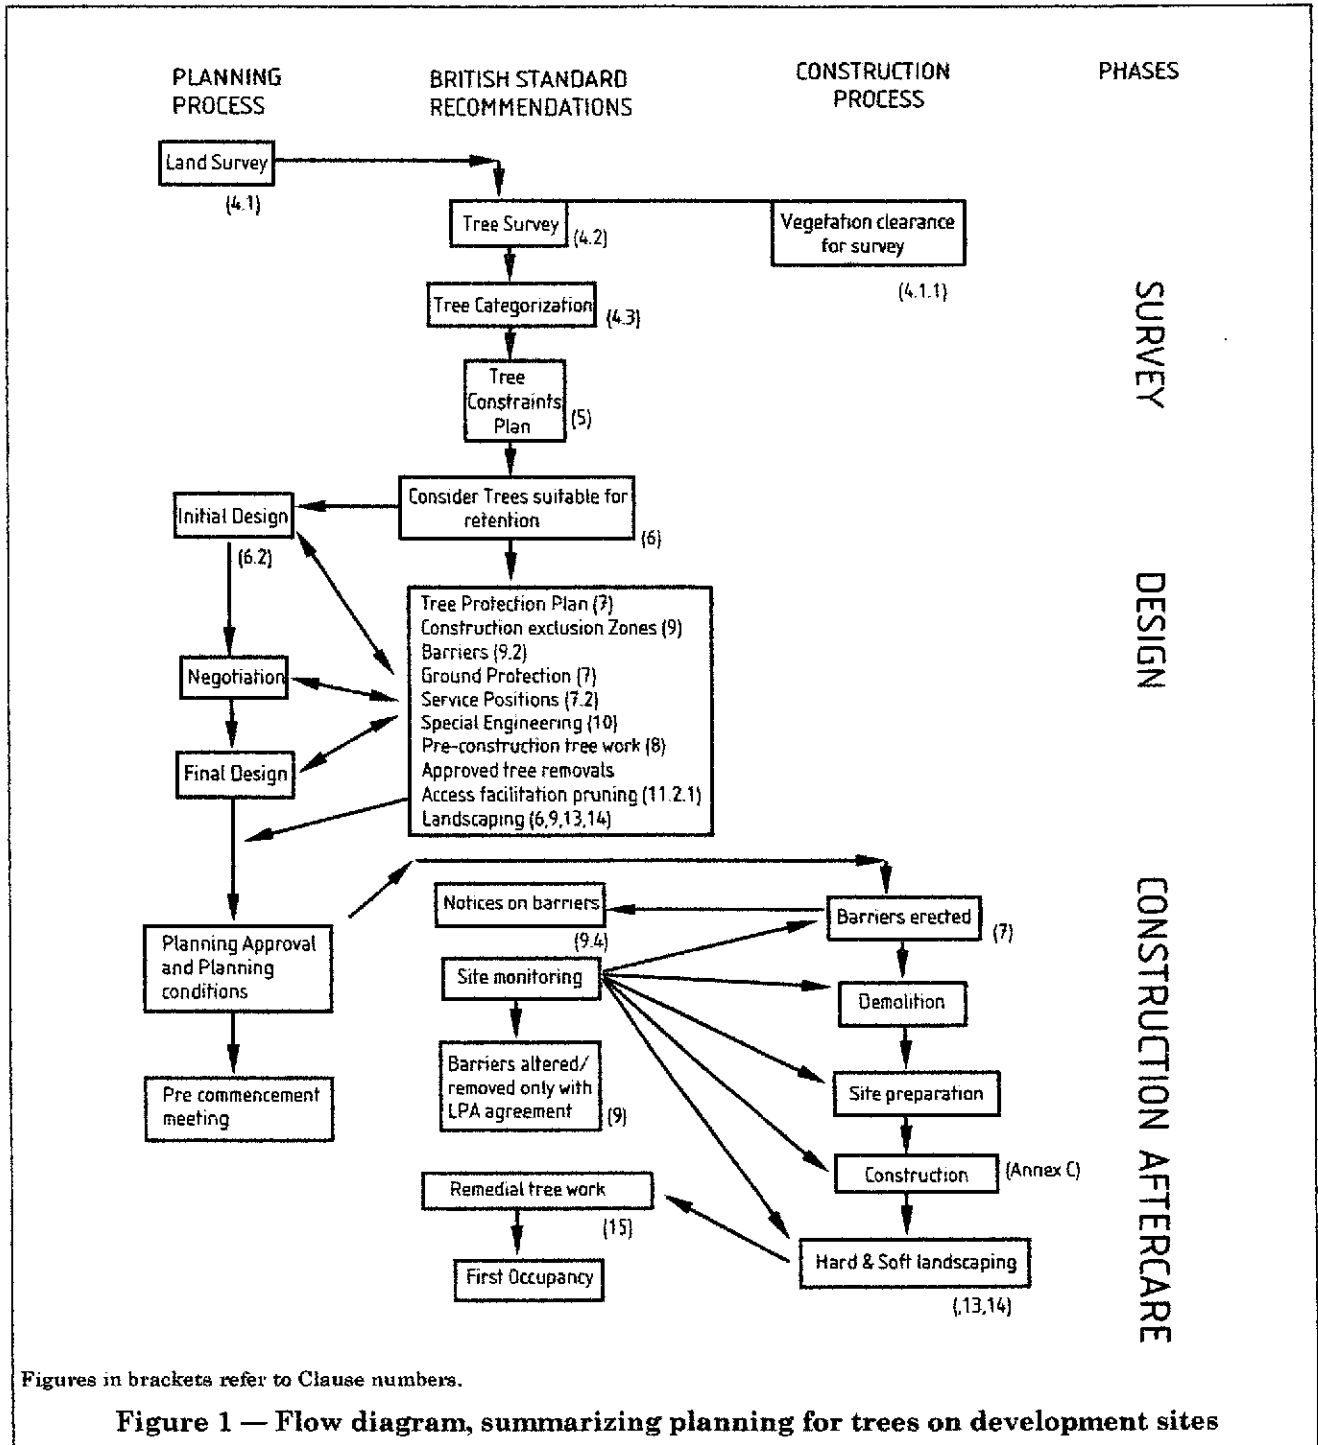 PLANNING
PROCESS
BRITISH STANDARD
RECOMMENDATIONS
CONSTRUCTION
PROCESS
PHASES
Land Survey
(4.1)
Tree Survey
(4.2)
Vegetation clearance
for survey
(4.1.1)
Tree Categorization
(4.3)
Tree
Constraints
Plan
(5)
SURVEY
Consider Trees suitable for
retention
(6)
Initial Design
(6.2)
Tree Protection Plan (7)
Construction exclusion Zones (9)
Barriers (9.2)
Ground Protection (7)
Service Positions (7.2)
Special Engineering (10)
Pre-construction tree work (8)
Approved tree removals
Access facilitation pruning (11.2.1)
Landscaping (6,9,13,14)
Negotiation
Final Design
DESIGN
Planning Approval
and Planning
conditions
Pre commencement
meeting
Notices on barriers
(9.4)
Barriers erected
(7)
Site monitoring
Demolition
Barriers altered/
removed only with
LPA agreement
(9)
Site preparation
Construction
(Annex C)
Remedial tree work
(15)
Hard & Soft landscaping
(,13,14)
First Occupancy
CONSTRUCTION AFTERCARE
Figures in brackets refer to Clause numbers.
Figure 1 — Flow diagram, summarizing planning for trees on development sites